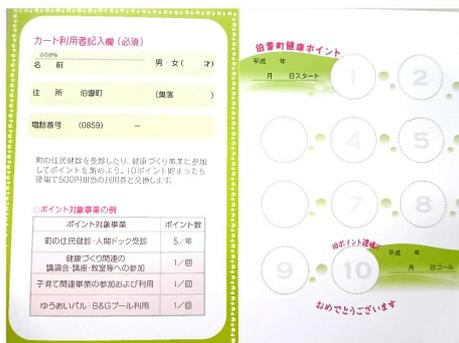 カード利用者記入欄（必須）
ふりがな
名　前　　　男・女（　　才）
住　所　伯耆町　　　（集落　　）
電話番号　（0859）　　－
町の住民健診を受診したり、健康づくり事業に参加
してポイントを集めよう。10ポイント貯まったら
役場で500円相当の利用券と交換します。
○ポイント対象事業の例
ポイント対象事業　ポイント数
町の住民健診・人間ドック受診　5／年
健康づくり関連の
講演会・講座・教室等への参加　1／回
子育て関連事業の参加および利用　1／回
ゆうあいパル・B&Gプール利用　1／回
伯耆町健康ポイント
平成　　年
月　　日スタート
1
2
4
5
7
8
10ポイント達成!!
平成　　年
月　　日ゴール
9
10
おめでとうございます